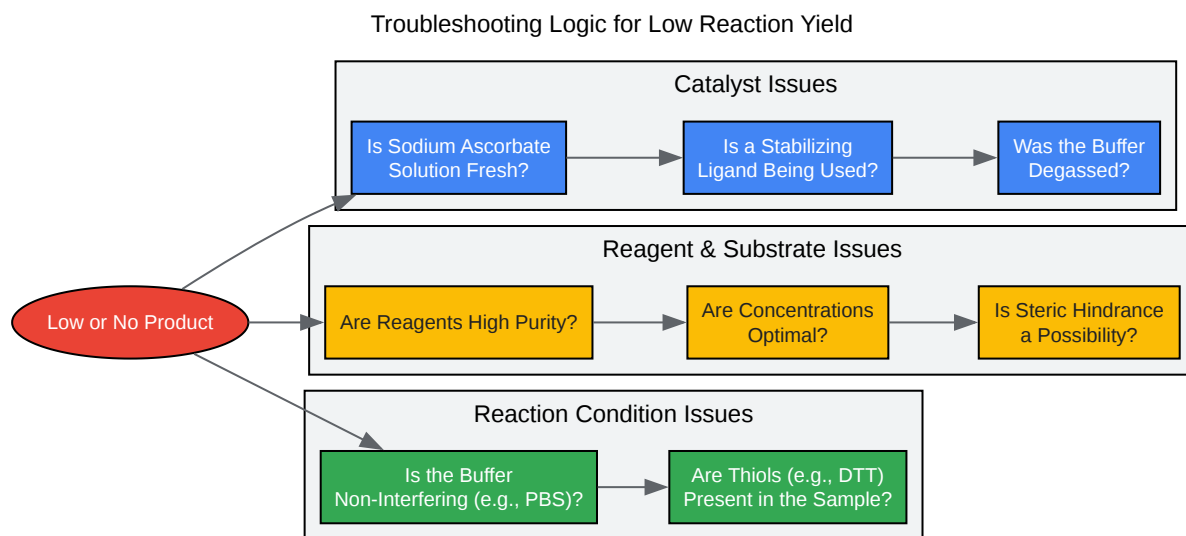 Troubleshooting Logic for Low Reaction Yield
Catalyst Issues
Is Sodium Ascorbate
Solution Fresh?
Is a Stabilizing
Ligand Being Used?
Was the Buffer
Degassed?
Reagent & Substrate Issues
Low or No Product
Are Reagents High Purity?
Are Concentrations
Optimal?
Is Steric Hindrance
a Possibility?
Reaction Condition Issues
Is the Buffer
Non-Interfering (e.g., PBS)?
Are Thiols (e.g., DTT)
Present in the Sample?